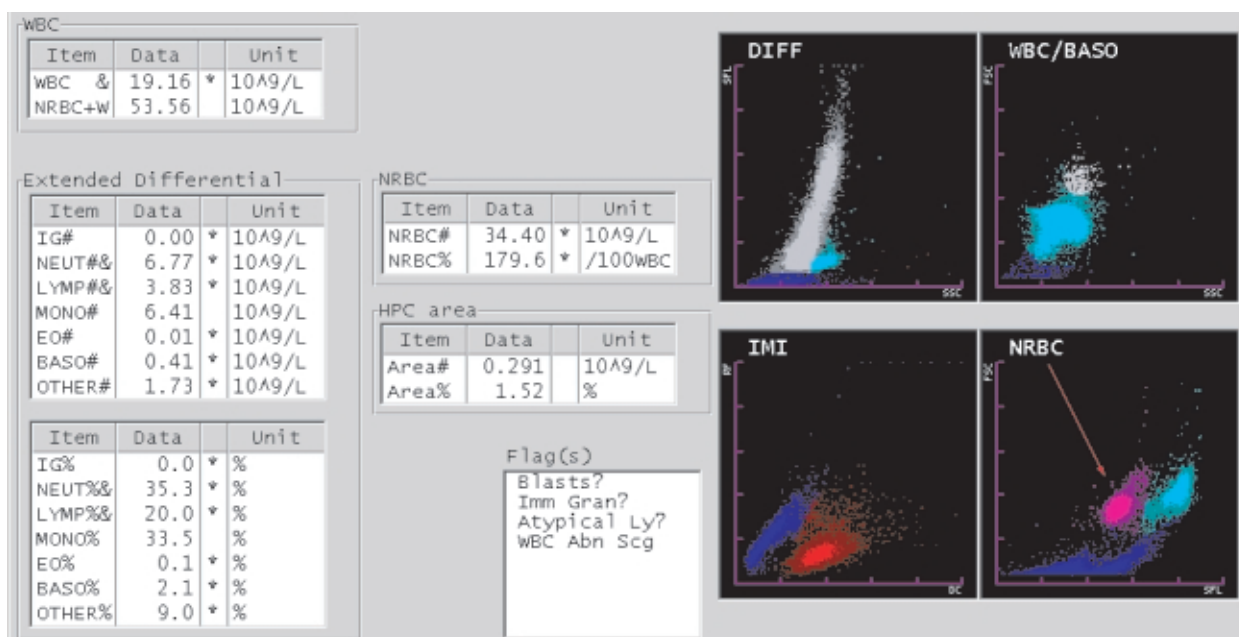 WBC
Item Data Unit
WBC & 19.16 * 10^9/L
NRBC+W 53.56 10^9/L
Extended Differential
Item Data Unit
IG# 0.00 * 10^9/L
NEUT#& 6.77 * 10^9/L
LYMP#& 3.83 * 10^9/L
MONO# 6.41 10^9/L
EO# 0.01 * 10^9/L
BASO# 0.41 * 10^9/L
OTHER# 1.73 * 10^9/L
Item Data Unit
IG% 0.0 * %
NEUT%& 35.3 * %
LYMP%& 20.0 * %
MONO% 33.5 %
EO% 0.1 * %
BASO% 2.1 * %
OTHER% 9.0 * %
NRBC
Item Data Unit
NRBC# 34.40 * 10^9/L
NRBC% 179.6 * /100WBC
HPC area
Item Data Unit
Area# 0.291 10^9/L
Area% 1.52 %
Flag(s)
Blasts?
Imm Gran?
Atypical Ly?
WBC Abn Scg
DIFF
SFL
SSC
WBC/BASO
FSC
SSC
IMI
RF
DC
NRBC
FSC
SFL